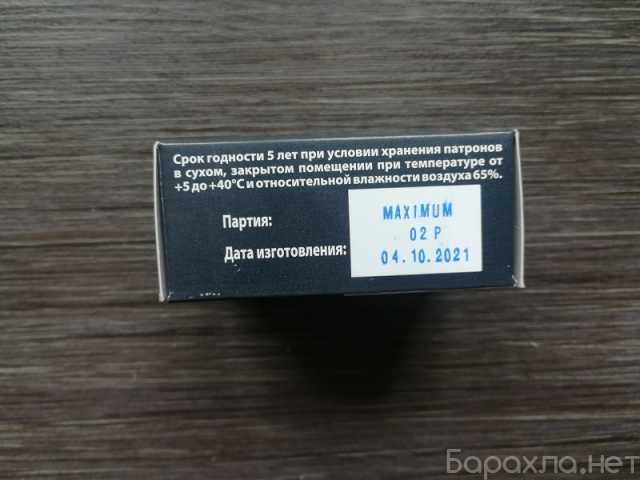 Срок годности 5 лет при условии хранения патронов
в сухом, закрытом помещении при температуре от
+5 до +40°С и относительной влажности воздуха 65%.
Партия:
MAXIMUM
02 P
Дата изготовления:
04.10.2021
Барахла.нет